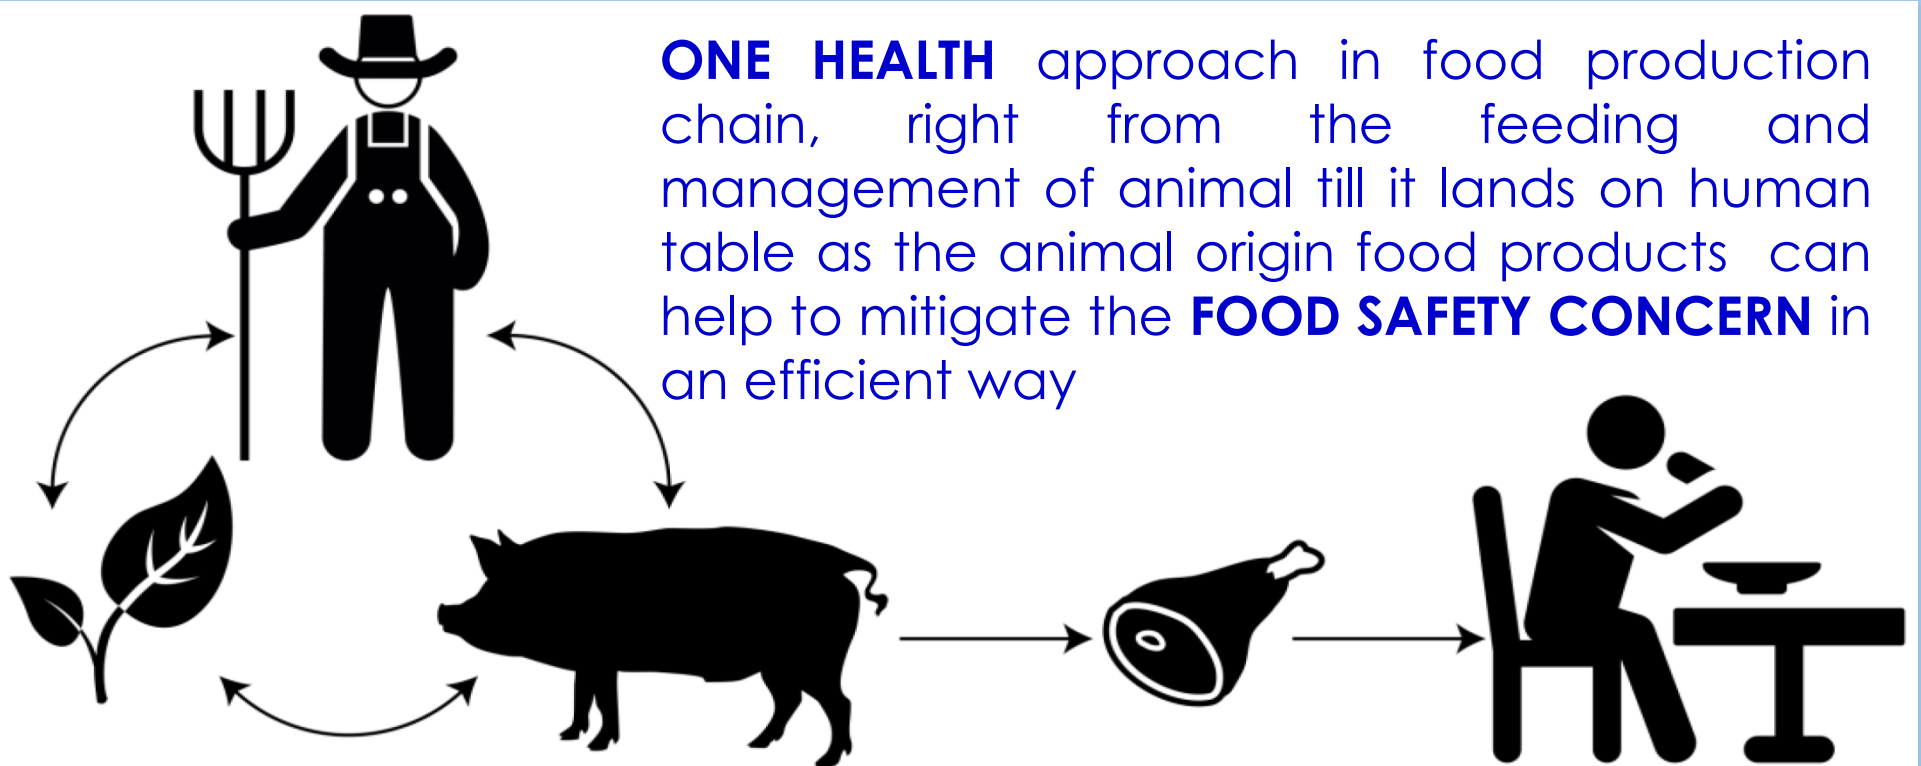 ONE HEALTH approach in food production
chain, right from the feeding and
management of animal till it lands on human
table as the animal origin food products can
help to mitigate the FOOD SAFETY CONCERN in
an efficient way